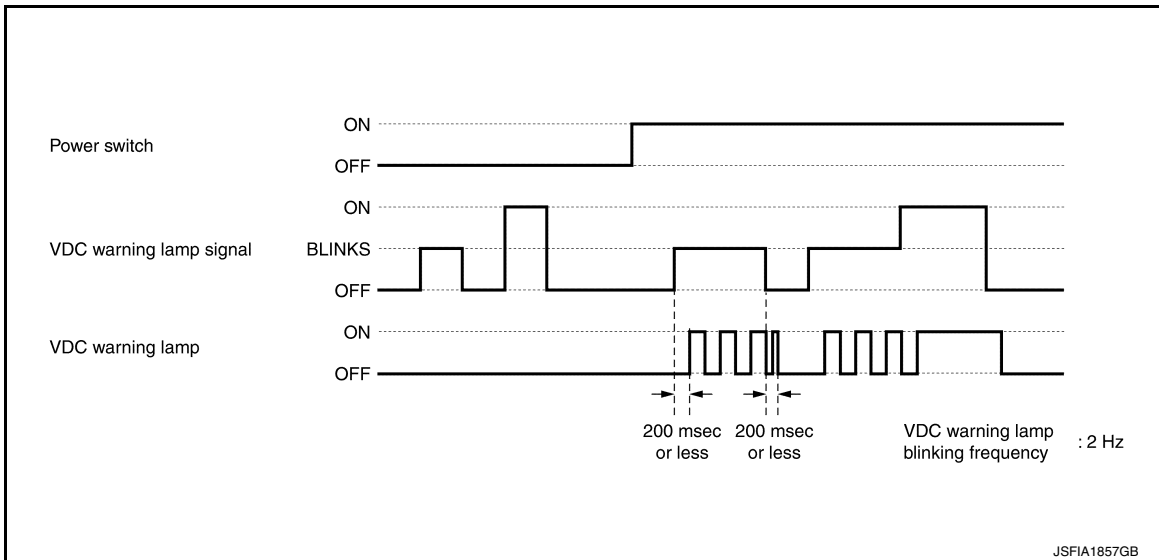 ON
Power switch
OFF
ON
VDC warning lamp signal
BLINKS
OFF
ON
VDC warning lamp
OFF
200 msec
or less
200 msec
or less
VDC warning lamp
blinking frequency
: 2 Hz
JSFIA1857GB